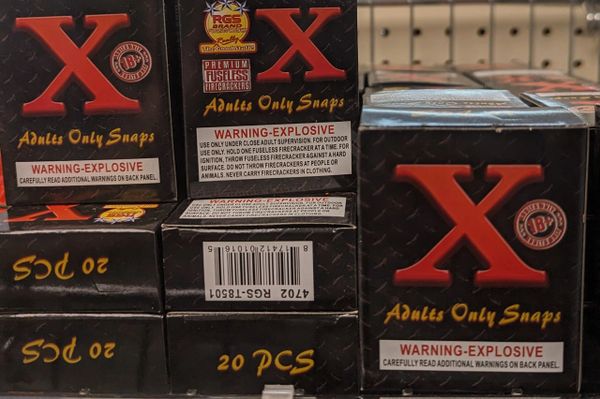 X
18+
Adults Only Snaps
WARNING-EXPLOSIVE
CAREFULLY READ ADDITIONAL WARNINGS ON BACK PANEL.
RGS
BRAND
X
PREMIUM
FUSELESS
FIRECRACKERS
Adults Only Snaps
WARNING-EXPLOSIVE
USE ONLY UNDER CLOSE ADULT SUPERVISION. FOR OUTDOOR
USE ONLY. HOLD ONE FUSELESS FIRECRACKER AT A TIME. FOR
IGNITION, THROW FUSELESS FIRECRACKER AGAINST A HARD
SURFACE. DO NOT THROW FIRECRACKERS AT PEOPLE OR
ANIMALS. NEVER CARRY FIRECRACKERS IN CLOTHING.
X
18+
Adults Only Snaps
WARNING-EXPLOSIVE
CAREFULLY READ ADDITIONAL WARNINGS ON BACK PANEL.
WARNING-EXPLOSIVE
20 PCS
4702 RGS-T8501
20 PCS
20 PCS